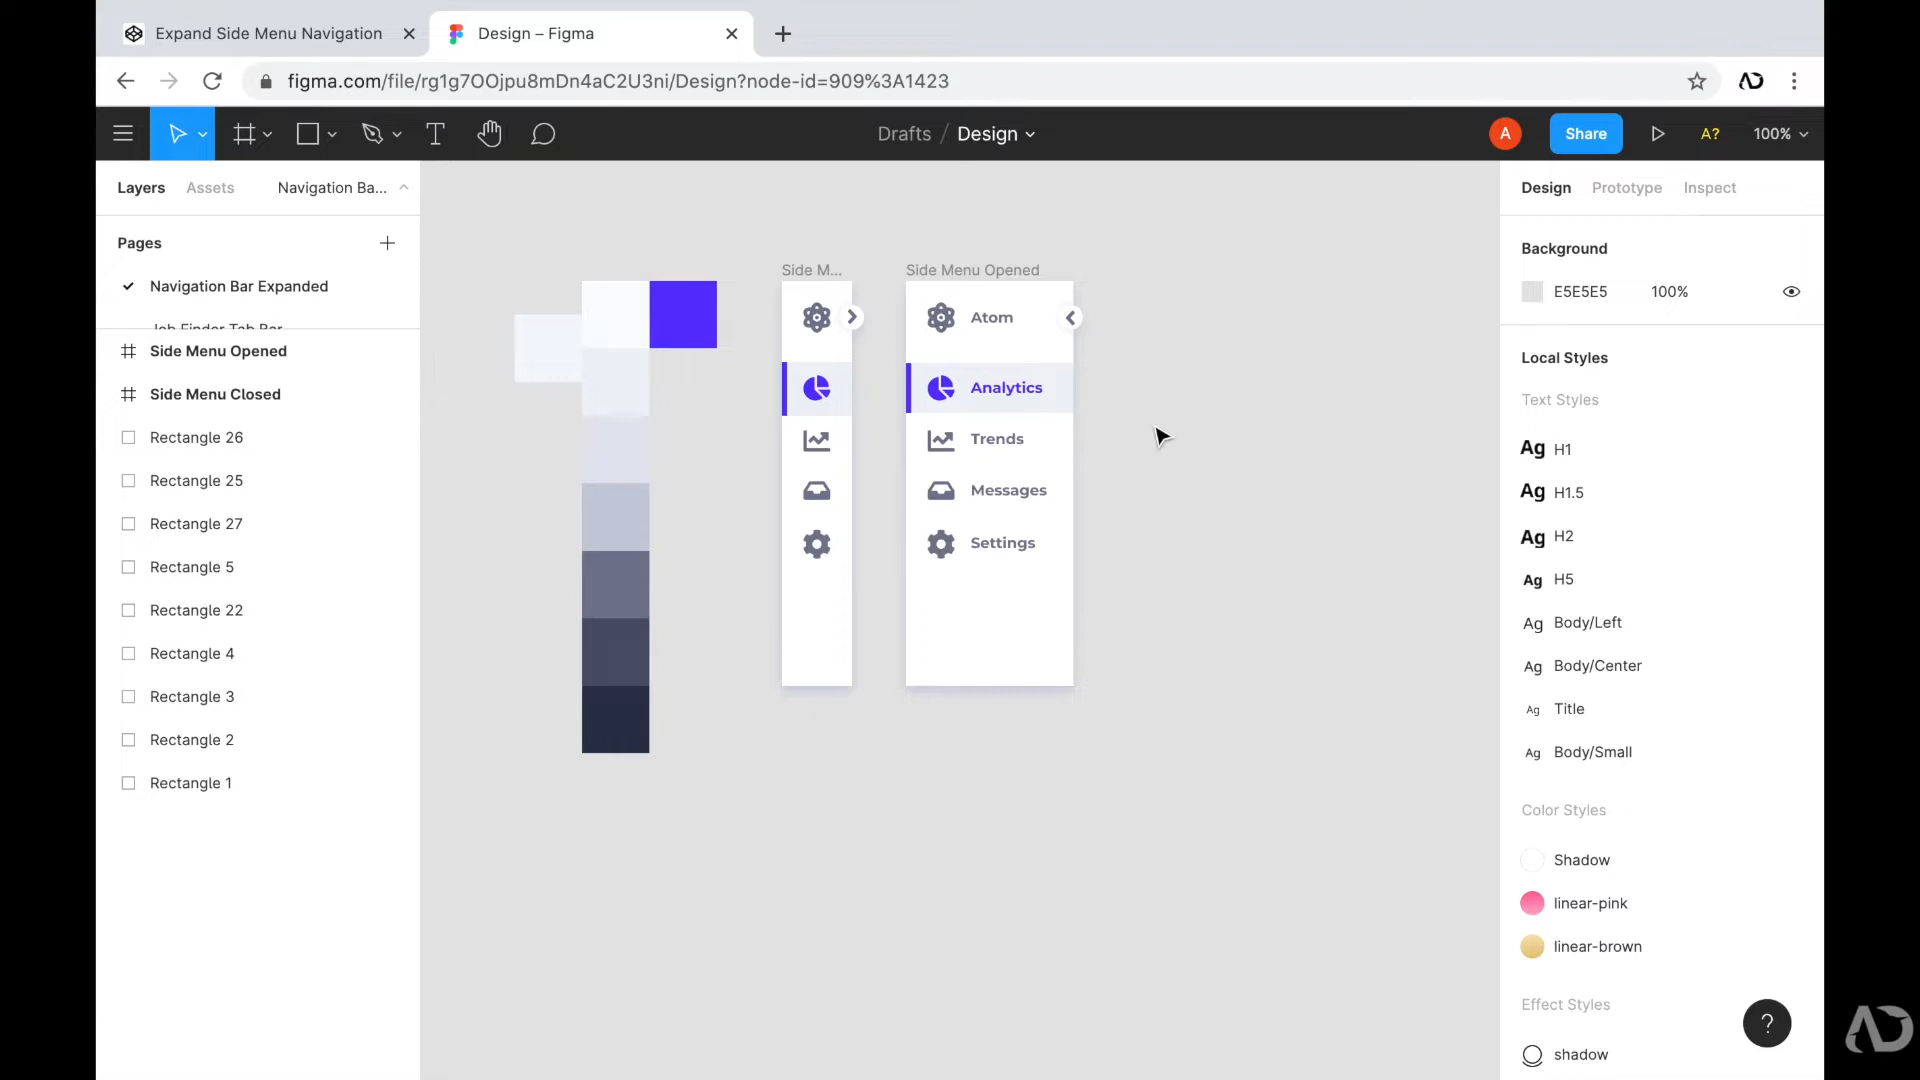 Expand Side Menu Navigation
Design – Figma
figma.com/file/rg1g7OOjpu8mDn4aC2U3ni/Design?node-id=909%3A1423
Drafts / Design
A
Share
A?
100%
Layers
Assets
Navigation Ba...
Pages
Navigation Bar Expanded
Job Finder Tab Bar
Side Menu Opened
Side Menu Closed
Rectangle 26
Rectangle 25
Rectangle 27
Rectangle 5
Rectangle 22
Rectangle 4
Rectangle 3
Rectangle 2
Rectangle 1
Side M...
Side Menu Opened
Atom
Analytics
Trends
Messages
Settings
Design
Prototype
Inspect
Background
E5E5E5
100%
Local Styles
Text Styles
Ag H1
Ag H1.5
Ag H2
Ag H5
Ag Body/Left
Ag Body/Center
Ag Title
Ag Body/Small
Color Styles
Shadow
linear-pink
linear-brown
Effect Styles
shadow
?